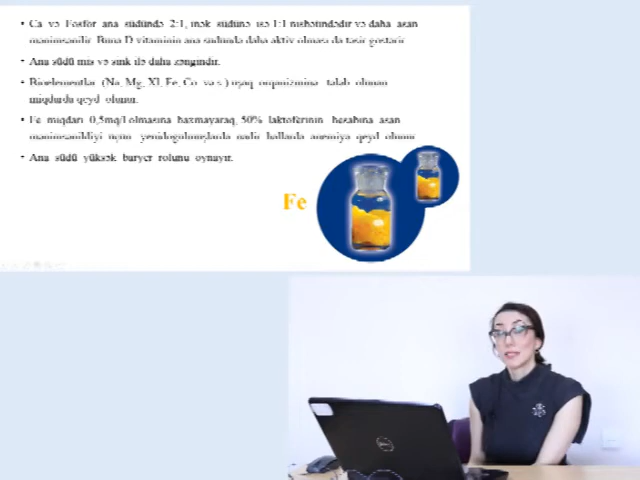 • Ca və Fosfor ana südündə 2:1, inək südündə isə 1:1 nisbətindədir və daha asan
mənimsənilir. Buna D vitaminin ana südündə daha aktiv olması da təsir göstərir.
• Ana südü mis və sink ilə daha zəngindir.
• Bioelementlər (Na, Mg, Xl, Fe, Co və s.) uşaq orqanizminə tələb olunan
miqdarda qeyd olunur.
• Fe miqdarı 0,5mq/l olmasına baxmayaraq, 50% laktoferinin hesabına asan
mənimsənildiyi üçün yenidoğulmuşlarda nadir hallarda anemiya qeyd olunur.
• Ana südü yüksək baryer rolunu oynayır.
Fe